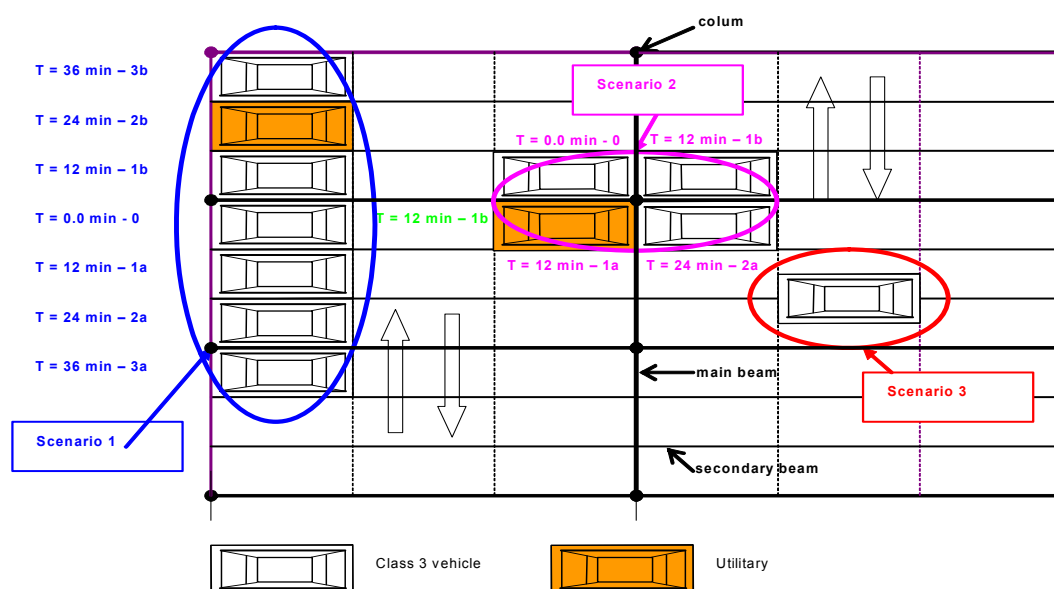 colum
T = 36 min – 3b
Scenario 2
T = 24 min – 2b
T = 0.0 min - 0
T = 12 min – 1b
T = 12 min – 1b
T = 0.0 min - 0
T = 12 min – 1b
T = 12 min – 1a
T = 12 min – 1a
T = 24 min – 2a
T = 24 min – 2a
T = 36 min – 3a
main beam
Scenario 3
Scenario 1
secondary beam
Class 3 vehicle
Utilitary